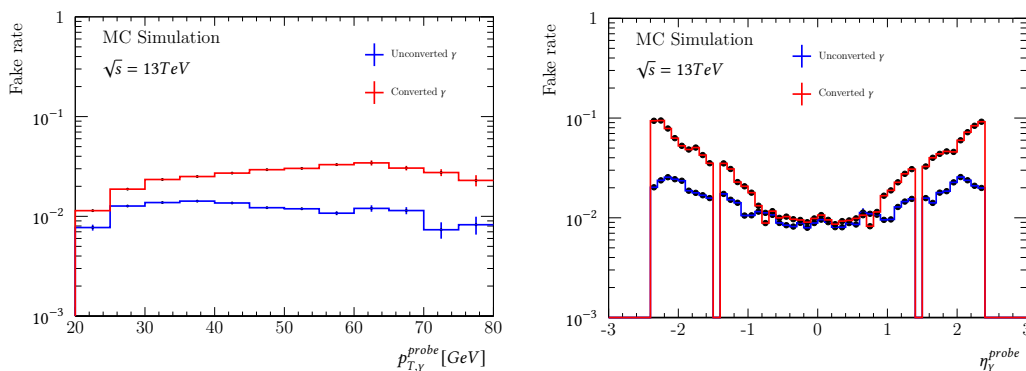 1
10⁻¹
10⁻²
10⁻³
Fake rate
MC Simulation
√s = 13TeV
Unconverted γ
Converted γ
20 30 40 50 60 70 80
p_{T,γ}^{probe} [GeV]
1
10⁻¹
10⁻²
10⁻³
Fake rate
MC Simulation
√s = 13TeV
Unconverted γ
Converted γ
-3 -2 -1 0 1 2 3
η_γ^{probe}